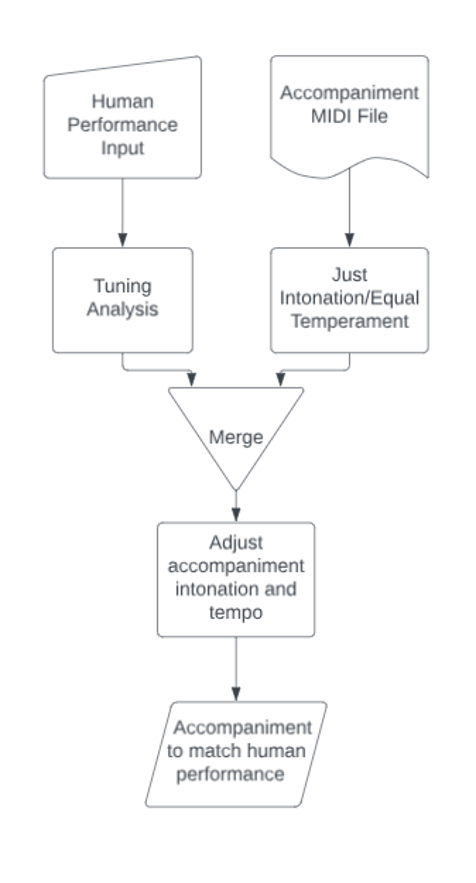 Human
Performance
Input
Accompaniment
MIDI File
Tuning
Analysis
Just
Intonation/Equal
Temperament
Merge
Adjust
accompaniment
intonation and
tempo
Accompaniment
to match human
performance